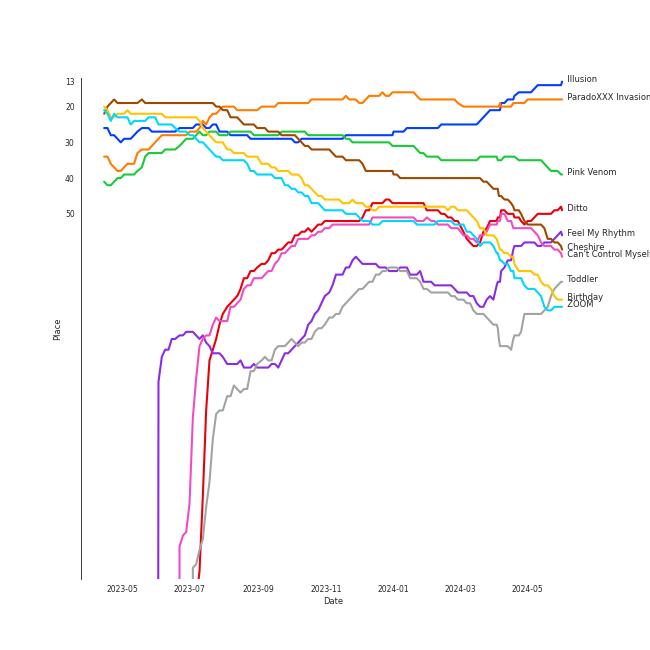 13
20
30
40
50
Place
2023-05
2023-07
2023-09
2023-11
2024-01
2024-03
2024-05
Date
Illusion
ParadoXXX Invasion
Pink Venom
Ditto
Feel My Rhythm
Cheshire
Can't Control Myself
Toddler
Birthday
ZOOM